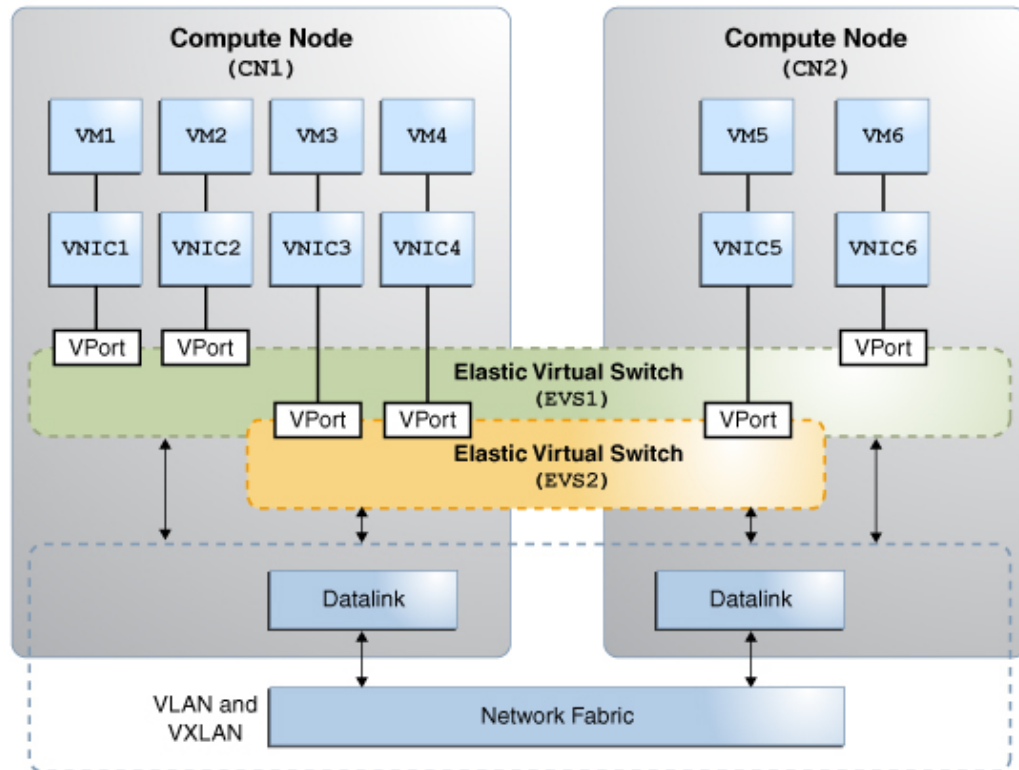 Compute Node
(CN1)
Compute Node
(CN2)
VM1
VM2
VM3
VM4
VM5
VM6
VNIC1
VNIC2
VNIC3
VNIC4
VNIC5
VNIC6
VPort
VPort
VPort
Elastic Virtual Switch
(EVS1)
VPort
VPort
VPort
Elastic Virtual Switch
(EVS2)
Datalink
Datalink
VLAN and
VXLAN
Network Fabric